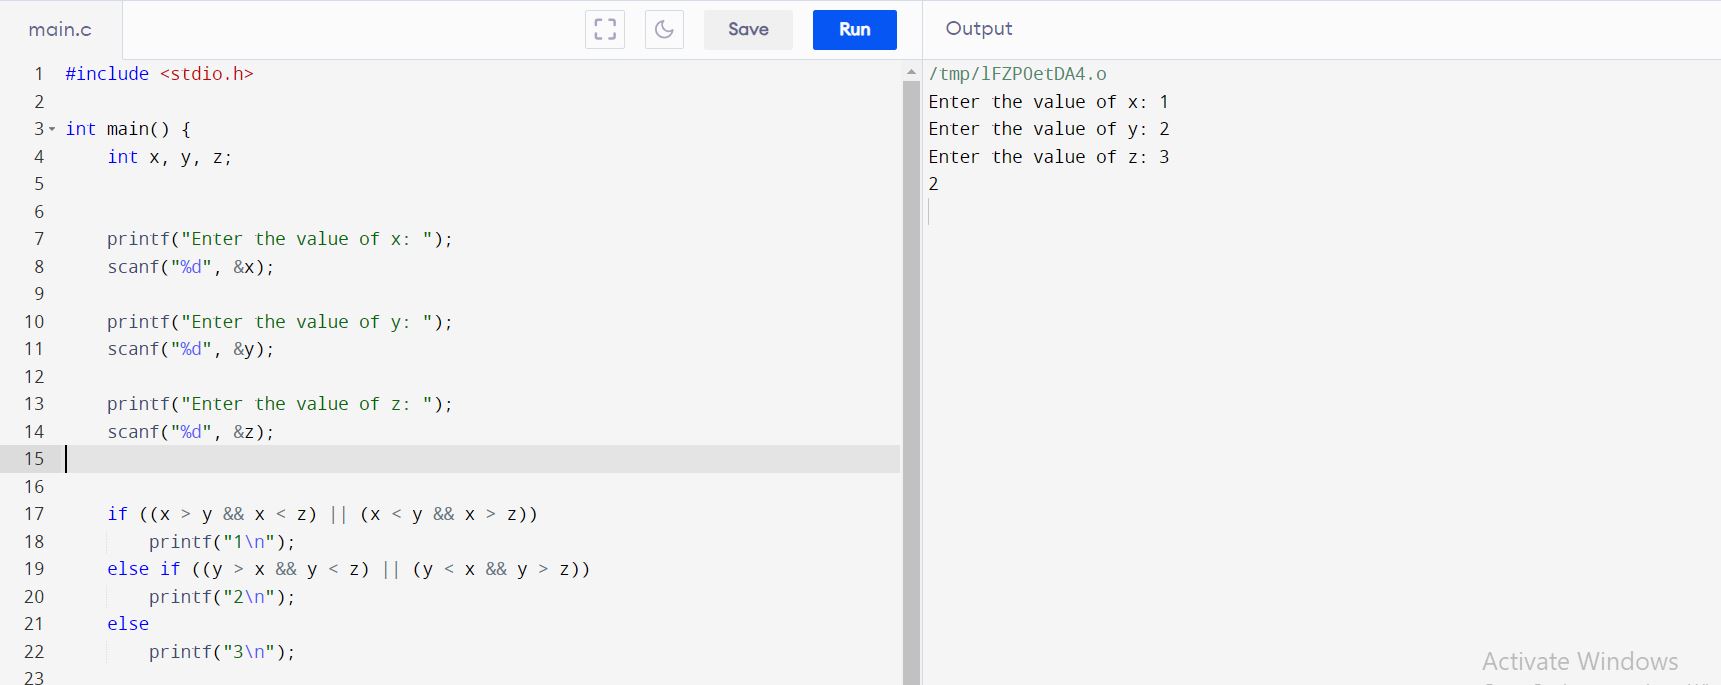 main.c
Save
Run
Output
1 #include <stdio.h>
2
3 int main() {
4 int x, y, z;
5
6
7 printf("Enter the value of x: ");
8 scanf("%d", &x);
9
10 printf("Enter the value of y: ");
11 scanf("%d", &y);
12
13 printf("Enter the value of z: ");
14 scanf("%d", &z);
15
16
17 if ((x > y && x < z) || (x < y && x > z))
18 printf("1\n");
19 else if ((y > x && y < z) || (y < x && y > z))
20 printf("2\n");
21 else
22 printf("3\n");
23
/tmp/lFZPOetDA4.o
Enter the value of x: 1
Enter the value of y: 2
Enter the value of z: 3
2
Activate Windows